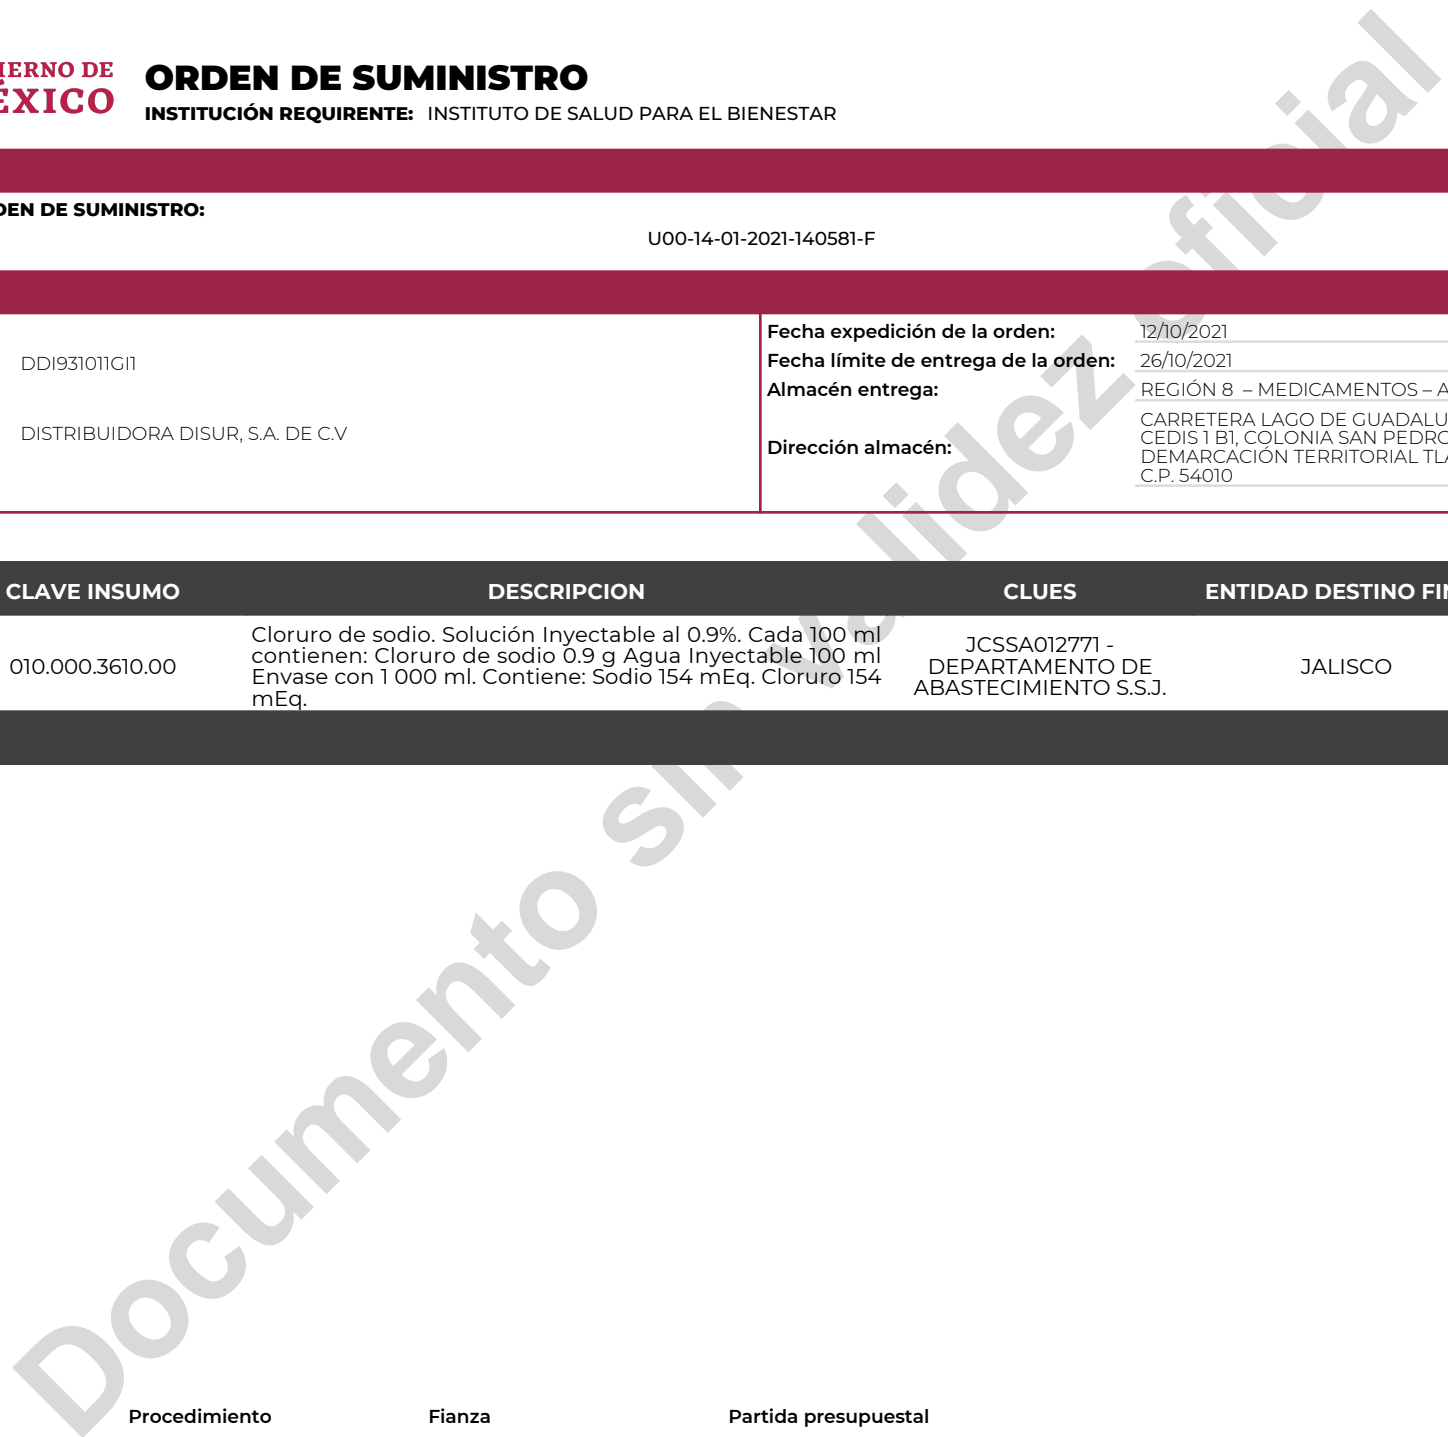 IERNO DE
ÉXICO
ORDEN DE SUMINISTRO
INSTITUCIÓN REQUIRENTE: INSTITUTO DE SALUD PARA EL BIENESTAR
DEN DE SUMINISTRO:
U00-14-01-2021-140581-F
DDI931011GI1
DISTRIBUIDORA DISUR, S.A. DE C.V
Fecha expedición de la orden: 12/10/2021
Fecha límite de entrega de la orden: 26/10/2021
Almacén entrega: REGIÓN 8 – MEDICAMENTOS – A
Dirección almacén:
CARRETERA LAGO DE GUADALU
CEDIS 1 B1, COLONIA SAN PEDRO
DEMARCACIÓN TERRITORIAL TLA
C.P. 54010
CLAVE INSUMO DESCRIPCION CLUES ENTIDAD DESTINO FIN
010.000.3610.00
Cloruro de sodio. Solución Inyectable al 0.9%. Cada 100 ml
contienen: Cloruro de sodio 0.9 g Agua Inyectable 100 ml
Envase con 1 000 ml. Contiene: Sodio 154 mEq. Cloruro 154
mEq.
JCSSA012771 -
DEPARTAMENTO DE
ABASTECIMIENTO S.S.J.
JALISCO
Documento sin validez oficial
Procedimiento Fianza Partida presupuestal